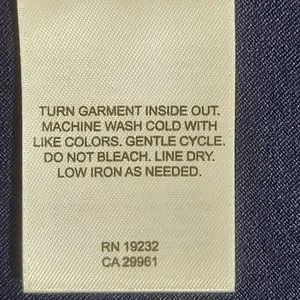 TURN GARMENT INSIDE OUT.
MACHINE WASH COLD WITH
LIKE COLORS. GENTLE CYCLE.
DO NOT BLEACH. LINE DRY.
LOW IRON AS NEEDED.
RN 19232
CA 29961